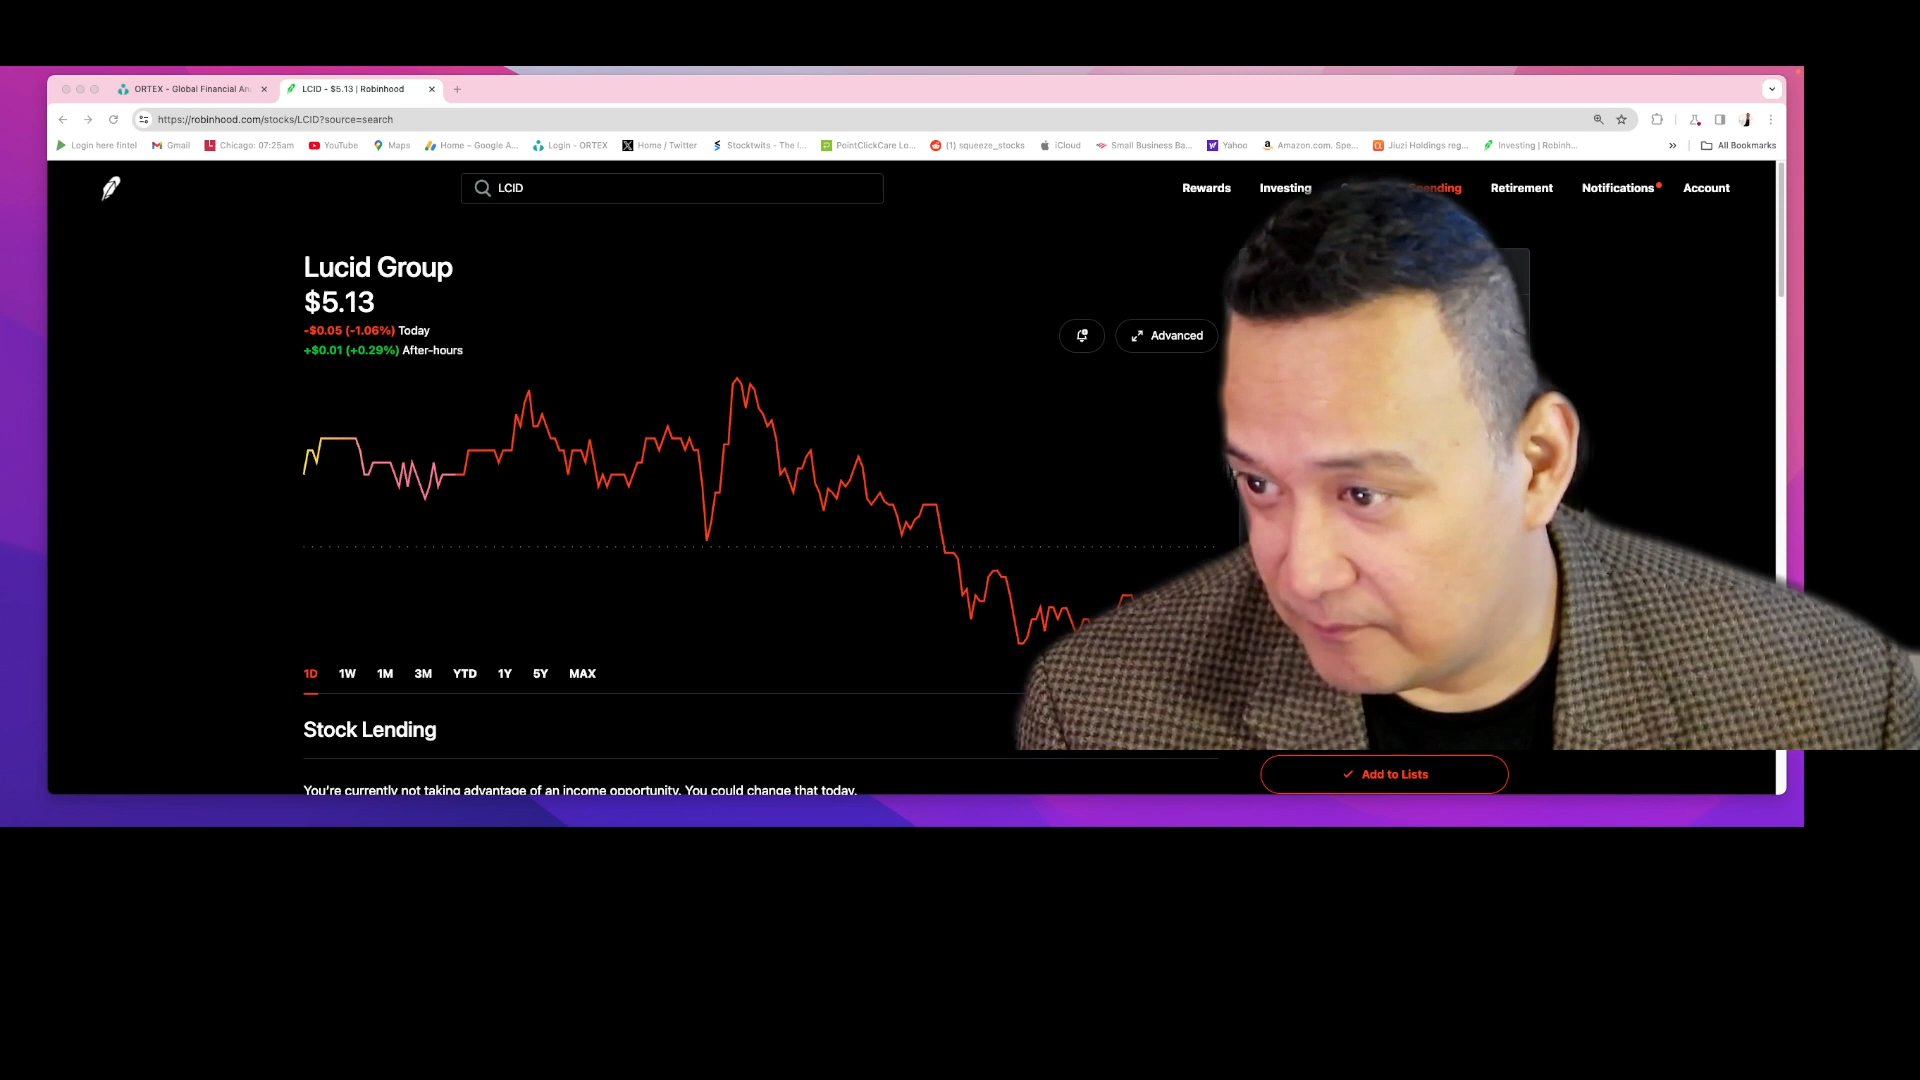 ORTEX - Global Financial An
LCID - $5.13 | Robinhood
https://robinhood.com/stocks/LCID?source=search
Login here fintel
Gmail
Chicago: 07:25am
YouTube
Maps
Home – Google A...
Login - ORTEX
Home / Twitter
Stocktwits - The l...
PointClickCare Lo...
(1) squeeze_stocks
iCloud
Small Business Ba...
Yahoo
Amazon.com. Spe...
Jiuzi Holdings reg...
Investing | Robinh...
All Bookmarks
LCID
Rewards
Investing
Spending
Retirement
Notifications
Account
Lucid Group
$5.13
-$0.05 (-1.06%) Today
+$0.01 (+0.29%) After-hours
Advanced
1D 1W 1M 3M YTD 1Y 5Y MAX
Stock Lending
You're currently not taking advantage of an income opportunity. You could change that today.
Add to Lists